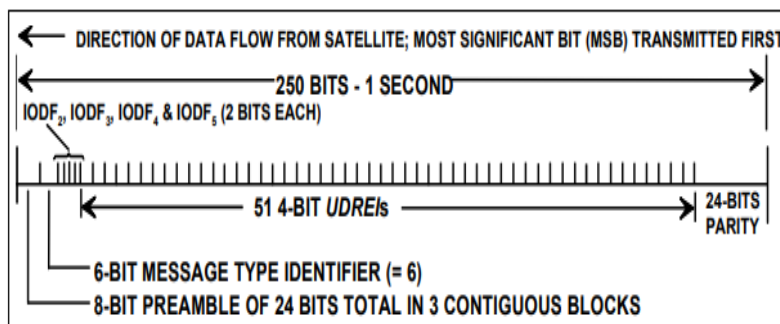 DIRECTION OF DATA FLOW FROM SATELLITE; MOST SIGNIFICANT BIT (MSB) TRANSMITTED FIRST
250 BITS - 1 SECOND
IODF2, IODF3, IODF4 & IODF5 (2 BITS EACH)
51 4-BIT UDREIs
24-BITS
PARITY
6-BIT MESSAGE TYPE IDENTIFIER (= 6)
8-BIT PREAMBLE OF 24 BITS TOTAL IN 3 CONTIGUOUS BLOCKS